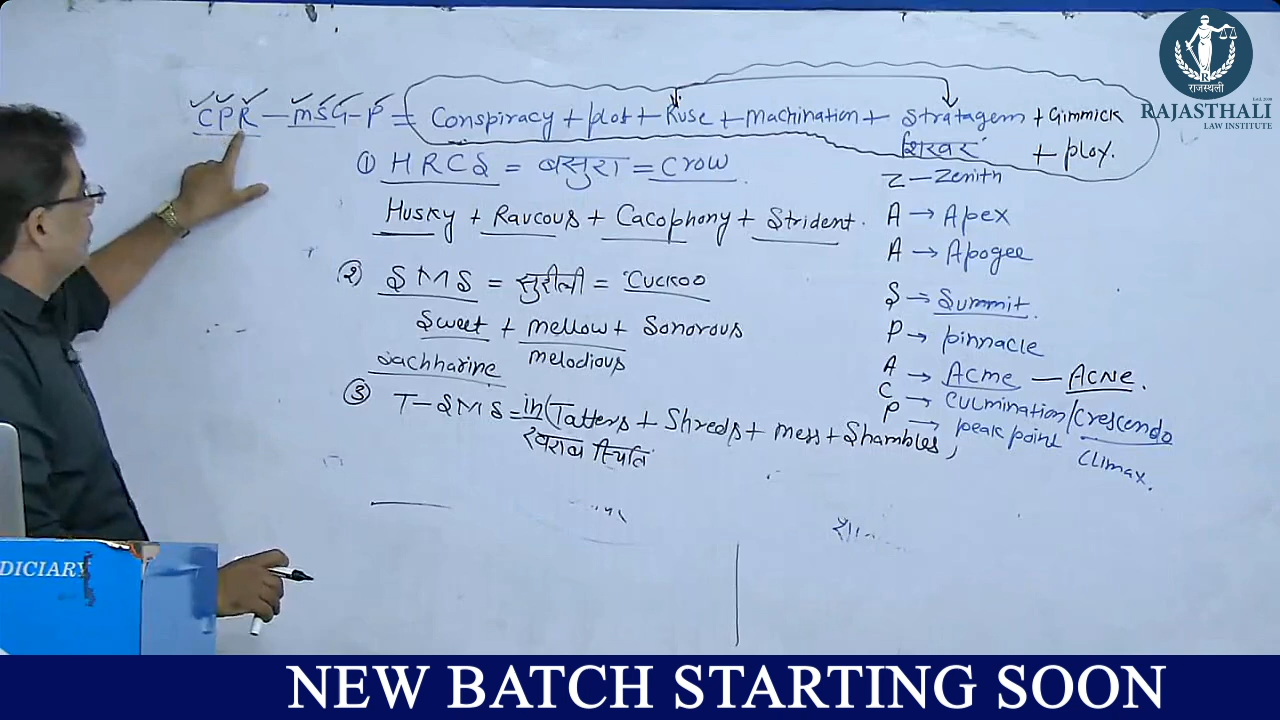 राजस्थली
RAJASTHALI
LAW INSTITUTE
CPR - MSG - P = Conspiracy + plot + Ruse + Machination + Stratagem + Gimmick
+ ploy.
① HRCS = बसुरा = Crow
Husky + Raucous + Cacophony + Strident.
② SMS = सुरीली = Cuckoo
Sweet + mellow + Sonorous
melodious
Sachharine
③ T-SMS = in (Tatters + Shreds + mess + Shambles,
खराब स्थिति
शिखर
Z - Zenith
A → Apex
A → Apogee
S → Summit.
P → pinnacle
A → Acme - ACNE.
C → Culmination/Crescendo
P → peak point
Climax.
DICIARY
NEW BATCH STARTING SOON